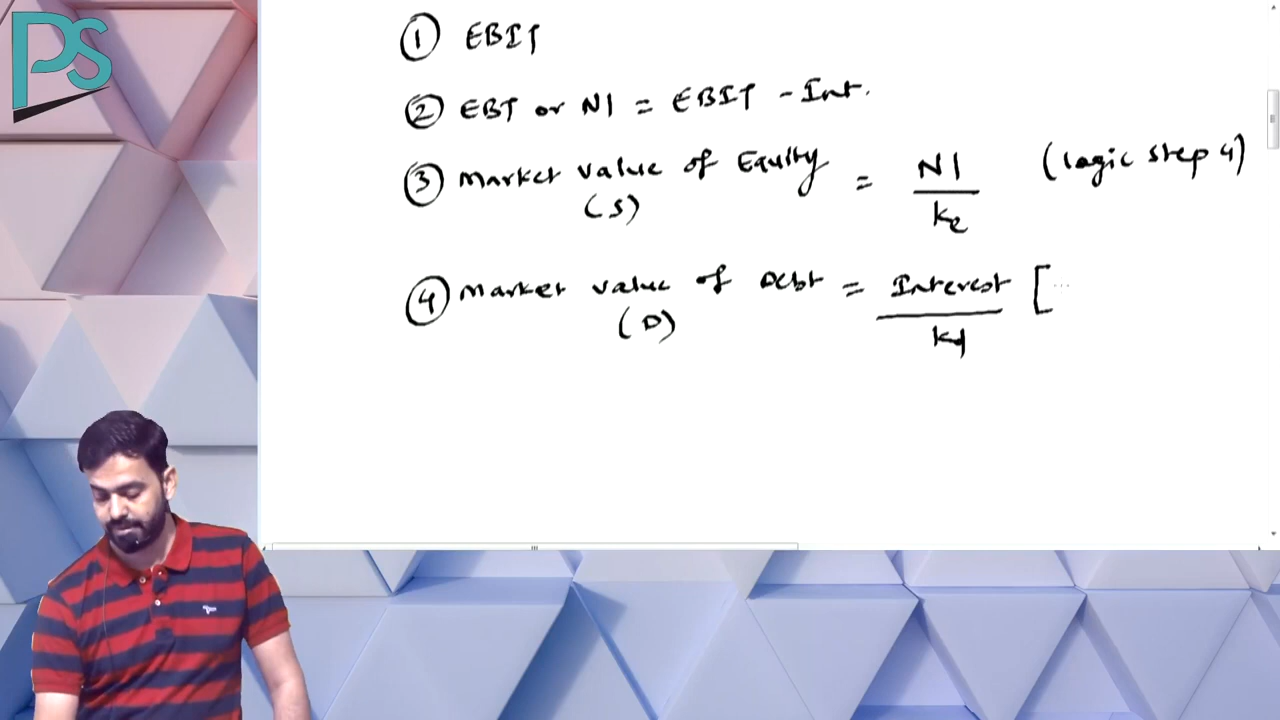 PS
① EBIT
② EBT or NI = EBIT - Int.
③ Market value of Equity (S) = NI / ke (logic step 4)
④ Market value of Debt (D) = Interest / kd [